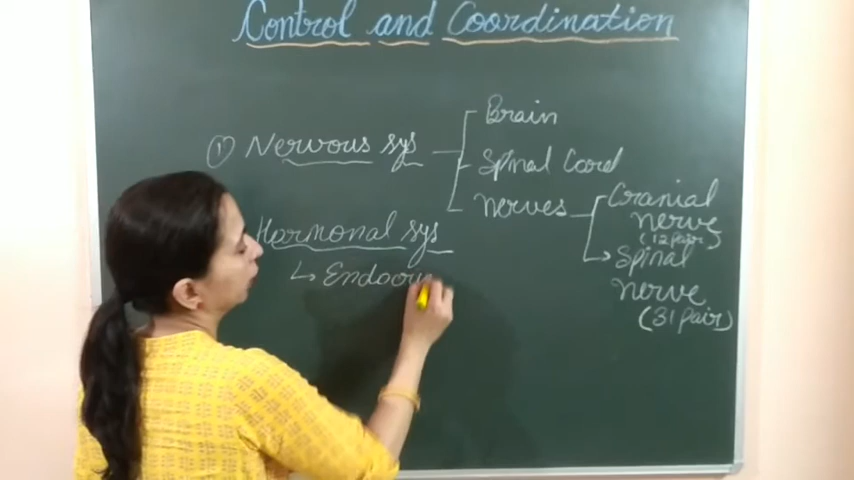 Control and Coordination
① Nervous sys
Brain
Spinal Cord
nerves
Cranial
nerve
(12 pair)
Spinal
nerve
(31 pair)
Hormonal sys
↳ Endocrin